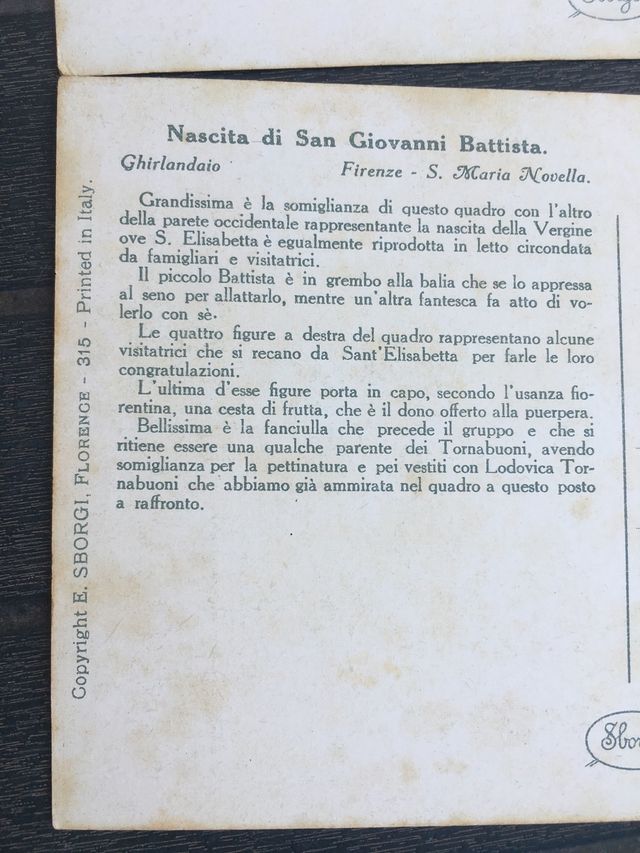 Nascita di San Giovanni Battista.
Ghirlandaio Firenze - S. Maria Novella.
Grandissima è la somiglianza di questo quadro con l'altro
della parete occidentale rappresentante la nascita della Vergine
ove S. Elisabetta è egualmente riprodotta in letto circondata
da famigliari e visitatrici.
Il piccolo Battista è in grembo alla balia che se lo appressa
al seno per allattarlo, mentre un'altra fantesca fa atto di vo-
lerlo con sè.
Le quattro figure a destra del quadro rappresentano alcune
visitatrici che si recano da Sant'Elisabetta per farle le loro
congratulazioni.
L'ultima d'esse figure porta in capo, secondo l'usanza fio-
rentina, una cesta di frutta, che è il dono offerto alla puerpera.
Bellissima è la fanciulla che precede il gruppo e che si
ritiene essere una qualche parente dei Tornabuoni, avendo
somiglianza per la pettinatura e pei vestiti con Lodovica Tor-
nabuoni che abbiamo già ammirata nel quadro a questo posto
a raffronto.
Copyright E. SBORGI, FLORENCE - 315 - Printed in Italy.